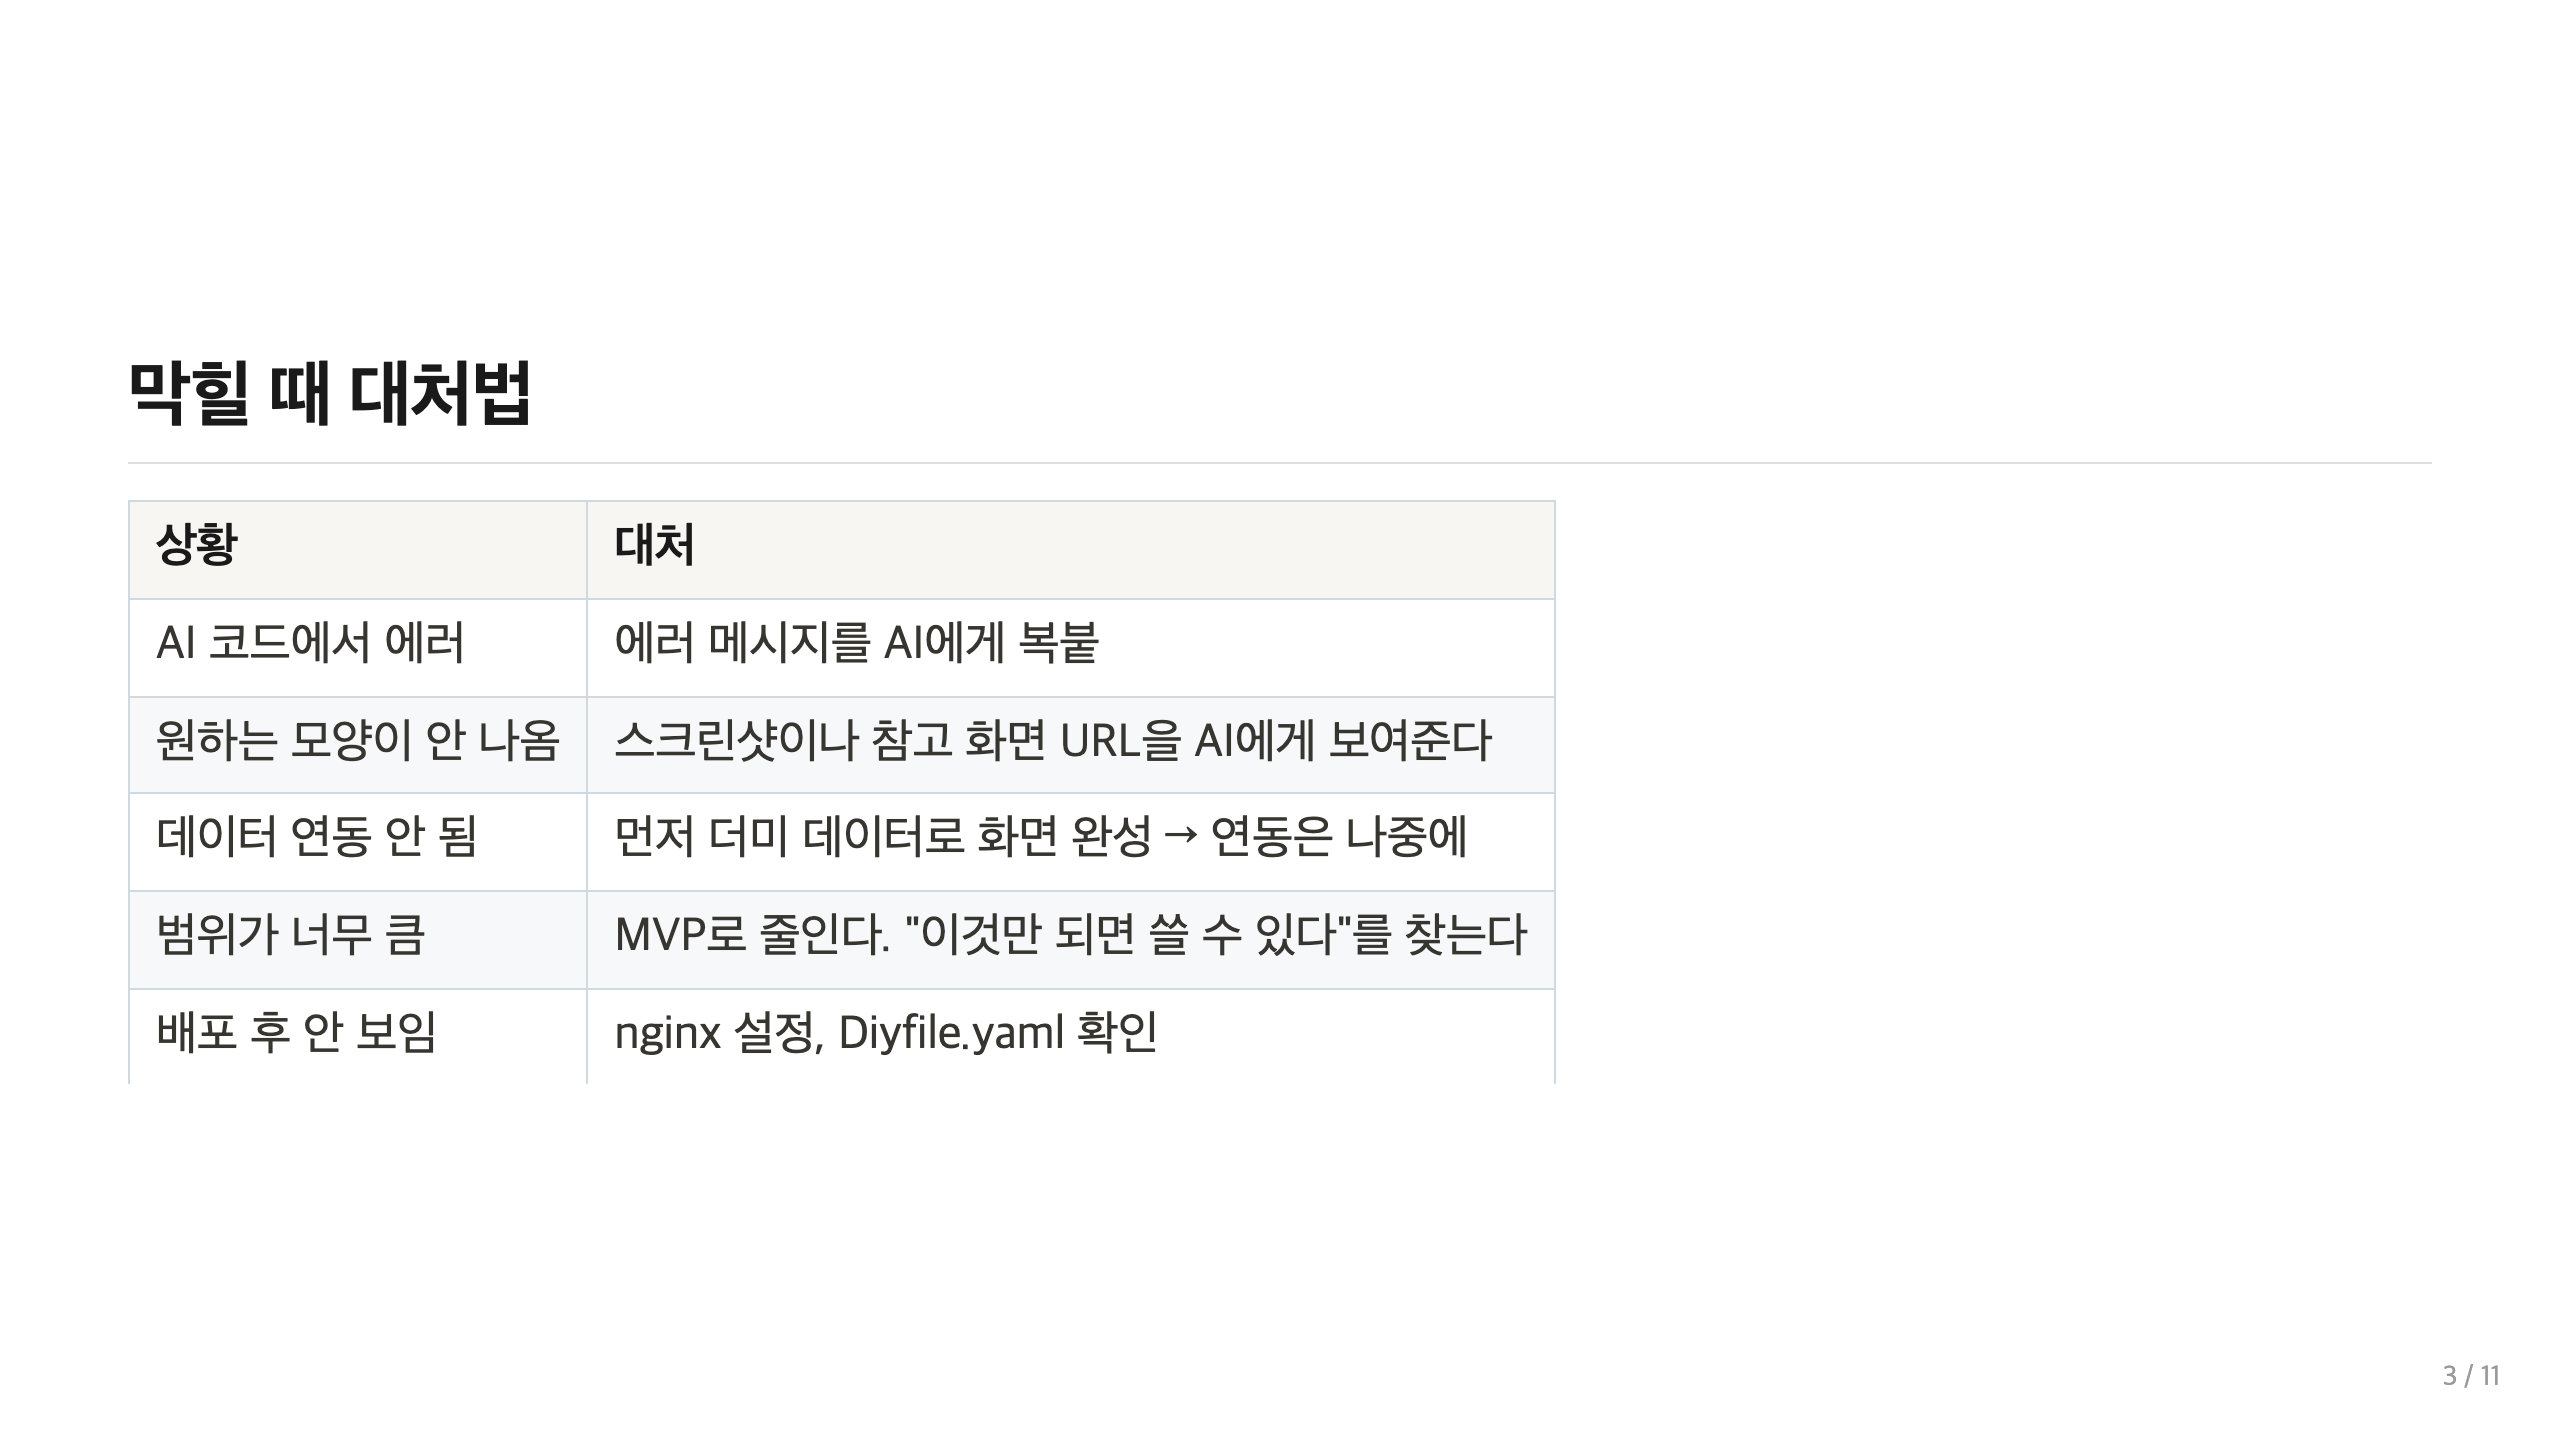 막힐 때 대처법
상황 대처
AI 코드에서 에러 에러 메시지를 AI에게 복붙
원하는 모양이 안 나옴 스크린샷이나 참고 화면 URL을 AI에게 보여준다
데이터 연동 안 됨 먼저 더미 데이터로 화면 완성 → 연동은 나중에
범위가 너무 큼 MVP로 줄인다. "이것만 되면 쓸 수 있다"를 찾는다
배포 후 안 보임 nginx 설정, Diyfile.yaml 확인
3 / 11